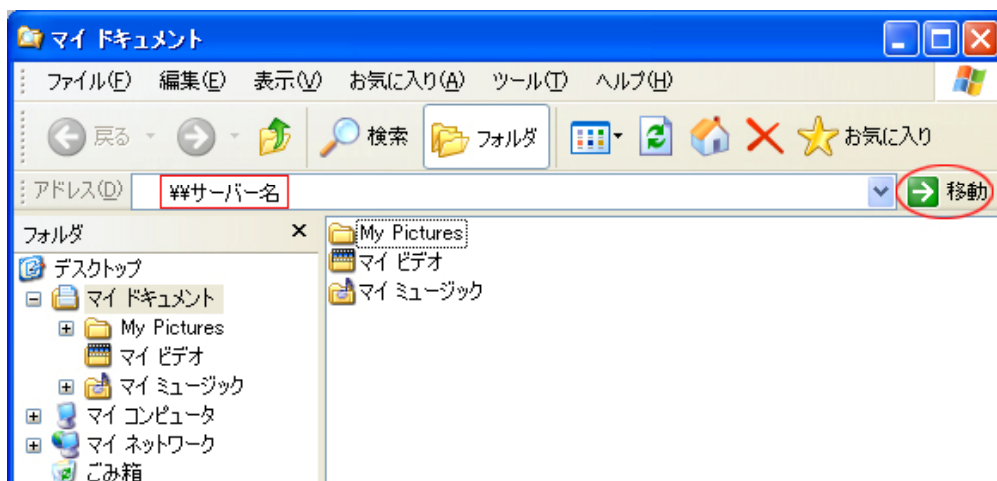 マイ ドキュメント
ファイル(F) 編集(E) 表示(V) お気に入り(A) ツール(T) ヘルプ(H)
戻る 検索 フォルダ お気に入り
アドレス(D) ¥¥サーバー名 移動
フォルダ ×
デスクトップ
マイ ドキュメント
My Pictures
マイ ビデオ
マイ ミュージック
マイ コンピュータ
マイ ネットワーク
ごみ箱
My Pictures
マイ ビデオ
マイ ミュージック